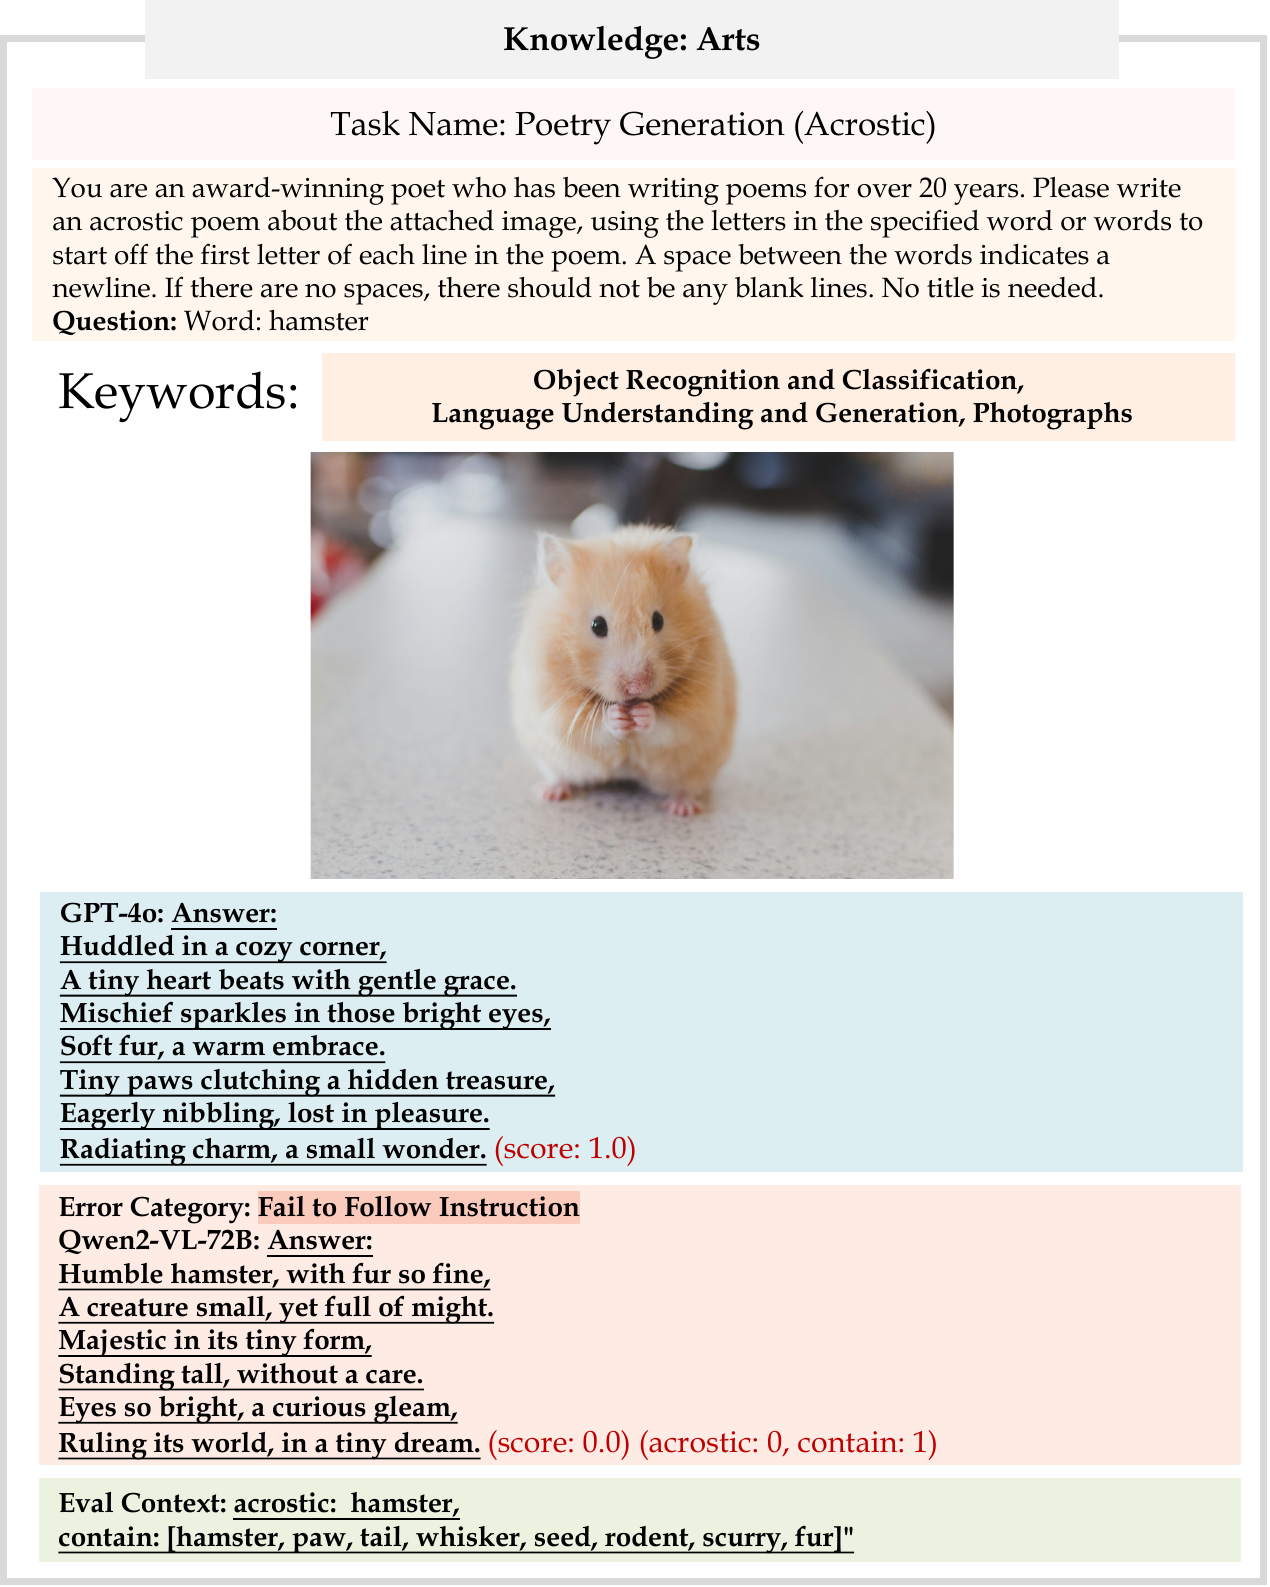 Knowledge: Arts
Task Name: Poetry Generation (Acrostic)
You are an award-winning poet who has been writing poems for over 20 years. Please write
an acrostic poem about the attached image, using the letters in the specified word or words to
start off the first letter of each line in the poem. A space between the words indicates a
newline. If there are no spaces, there should not be any blank lines. No title is needed.
Question: Word: hamster
Keywords:
Object Recognition and Classification,
Language Understanding and Generation, Photographs
GPT-4o: Answer:
Huddled in a cozy corner,
A tiny heart beats with gentle grace.
Mischief sparkles in those bright eyes,
Soft fur, a warm embrace.
Tiny paws clutching a hidden treasure,
Eagerly nibbling, lost in pleasure.
Radiating charm, a small wonder. (score: 1.0)
Error Category: Fail to Follow Instruction
Qwen2-VL-72B: Answer:
Humble hamster, with fur so fine,
A creature small, yet full of might.
Majestic in its tiny form,
Standing tall, without a care.
Eyes so bright, a curious gleam,
Ruling its world, in a tiny dream. (score: 0.0) (acrostic: 0, contain: 1)
Eval Context: acrostic:  hamster,
contain: [hamster, paw, tail, whisker, seed, rodent, scurry, fur]"